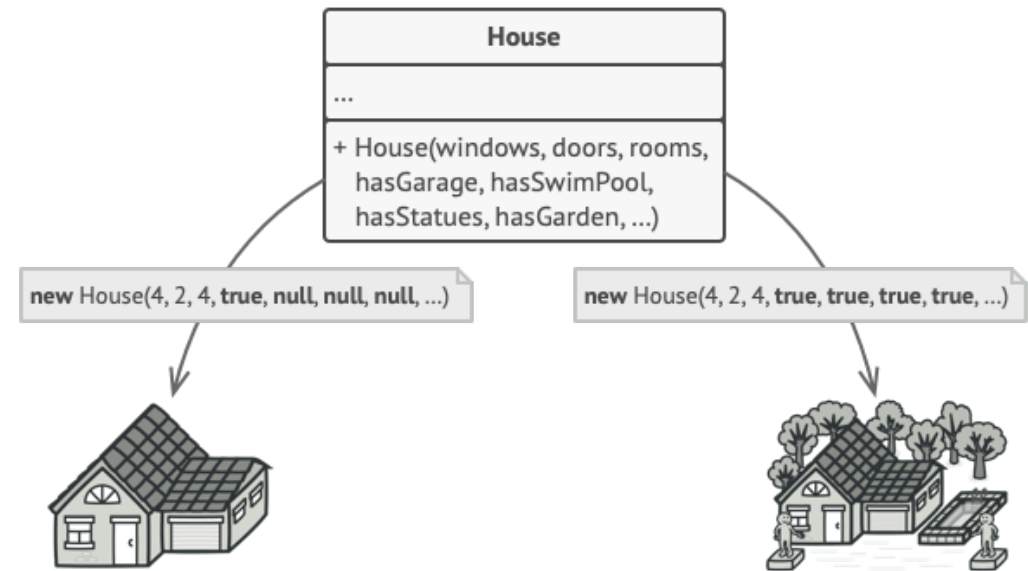 House
...
+ House(windows, doors, rooms,
hasGarage, hasSwimPool,
hasStatues, hasGarden, ...)
new House(4, 2, 4, true, null, null, null, ...)
new House(4, 2, 4, true, true, true, true, ...)